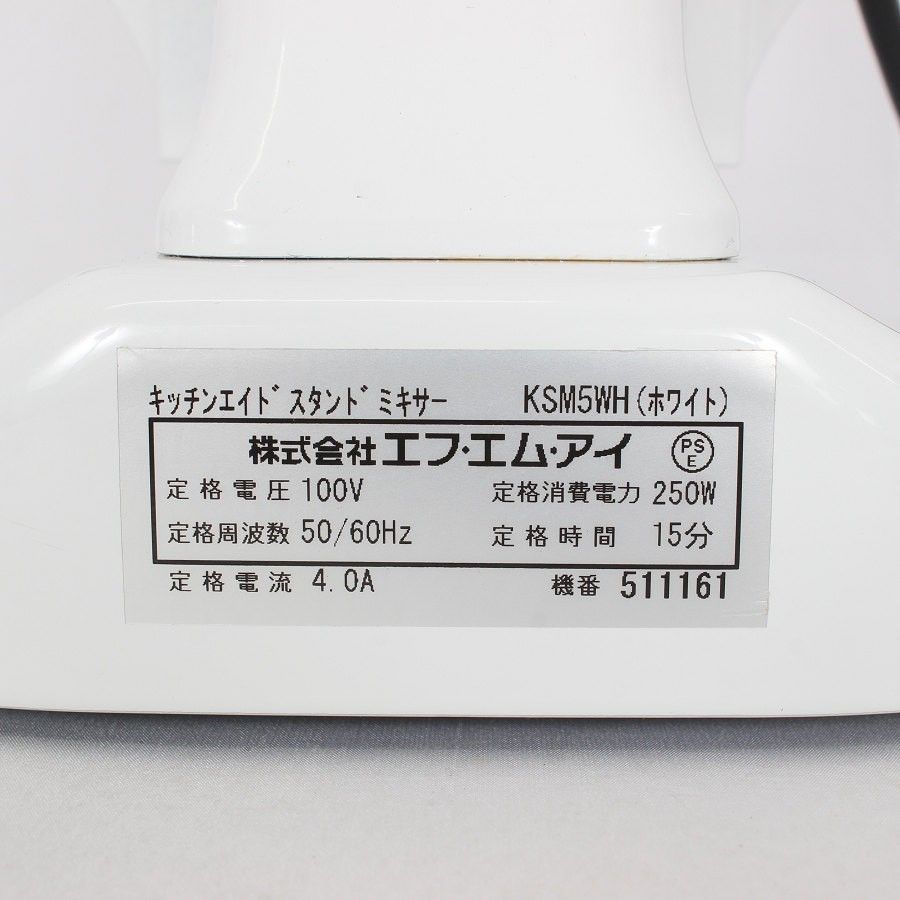 キッチンエイドスタンドミキサー KSM5WH(ホワイト)
株式会社エフ・エム・アイ PSE
定格電圧 100V 定格消費電力 250W
定格周波数 50/60Hz 定格時間 15分
定格電流 4.0A 機番 511161